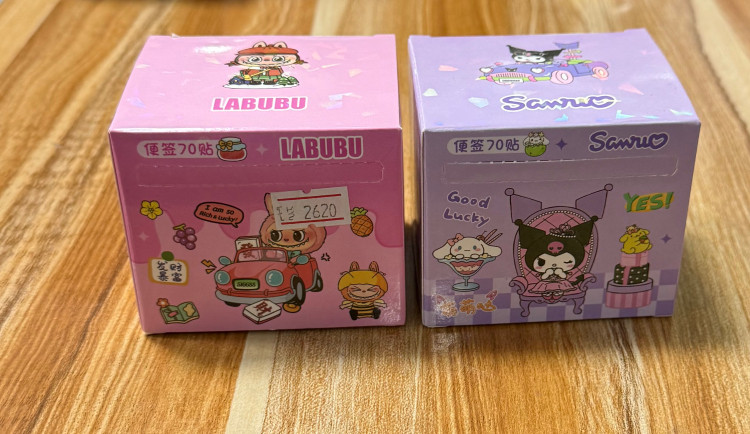 LABUBU
便签70贴
LABUBU
I am so
Rich & Lucky!
2620
发财
暴富
Sanrio
便签70贴
Sanrio
Good
Lucky
YES!